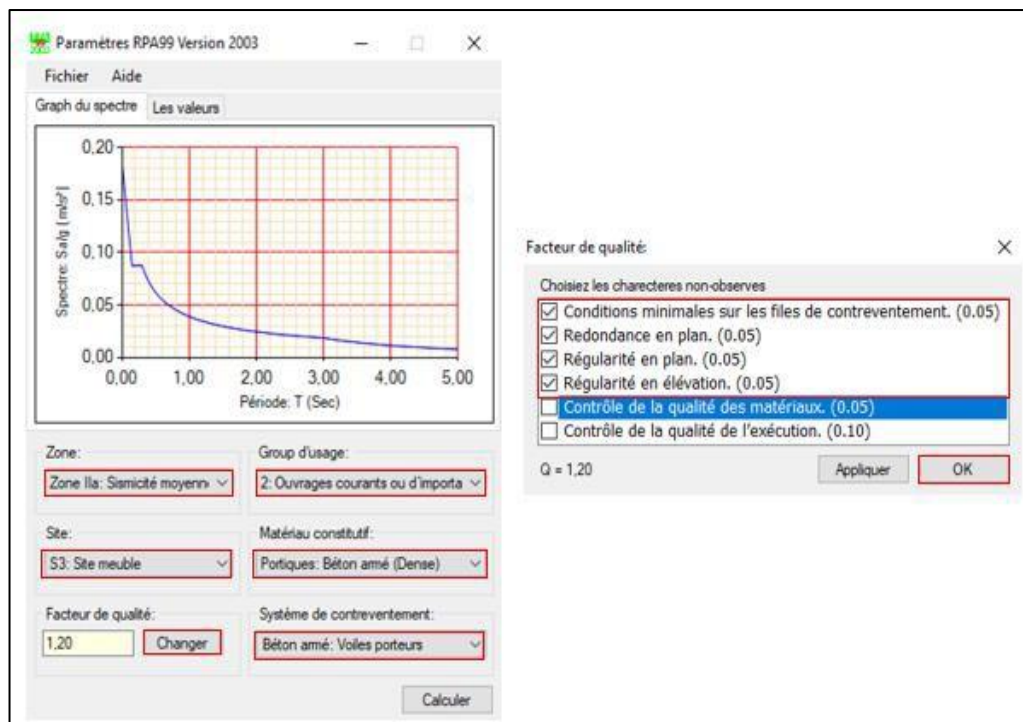 Paramètres RPA99 Version 2003
Fichier Aide
Graph du spectre Les valeurs
Spectre: Sa/g [m/s²]
0,20
0,15
0,10
0,05
0,00
0,00 1,00 2,00 3,00 4,00 5,00
Période: T (Sec)
Zone:
Zone IIa: Sismicité moyenn
Group d'usage:
2: Ouvrages courants ou d'importa
Site:
S3: Site meuble
Matériau constitutif:
Portiques: Béton armé (Dense)
Facteur de qualité:
1,20 Changer
Système de contreventement:
Béton armé: Voiles porteurs
Calculer
Facteur de qualité:
Choisiez les charecteres non-observes
Conditions minimales sur les files de contreventement. (0.05)
Redondance en plan. (0.05)
Régularité en plan. (0.05)
Régularité en élévation. (0.05)
Contrôle de la qualité des matériaux. (0.05)
Contrôle de la qualité de l'exécution. (0.10)
Q = 1,20
Appliquer OK